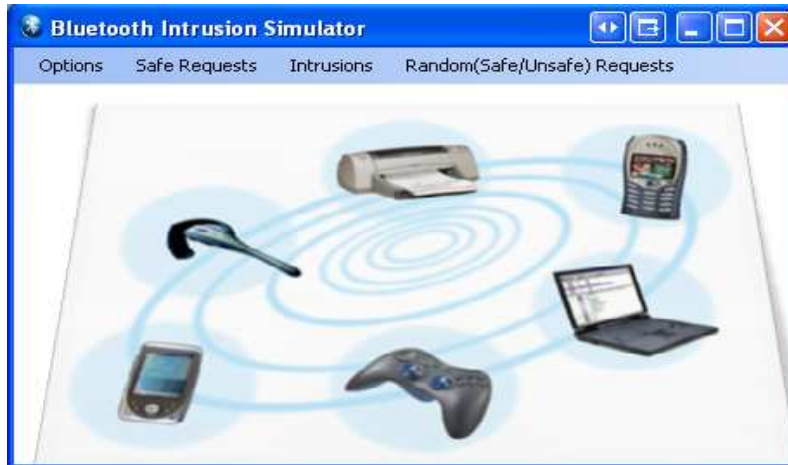 Bluetooth Intrusion Simulator
Options Safe Requests Intrusions Random(Safe/Unsafe) Requests